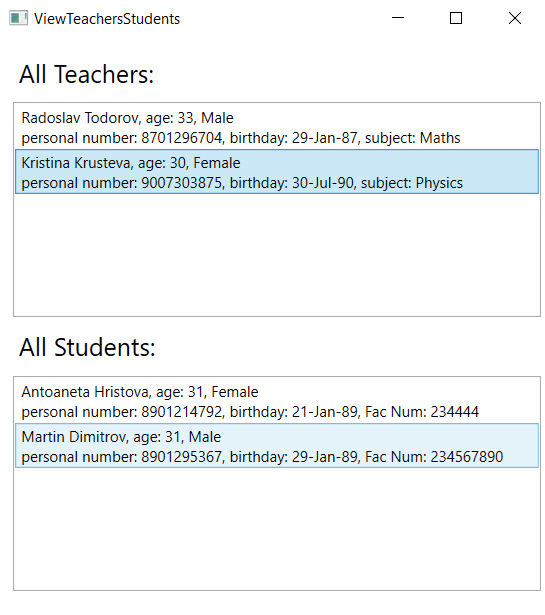 ViewTeachersStudents
All Teachers:
Radoslav Todorov, age: 33, Male
personal number: 8701296704, birthday: 29-Jan-87, subject: Maths
Kristina Krusteva, age: 30, Female
personal number: 9007303875, birthday: 30-Jul-90, subject: Physics
All Students:
Antoaneta Hristova, age: 31, Female
personal number: 8901214792, birthday: 21-Jan-89, Fac Num: 234444
Martin Dimitrov, age: 31, Male
personal number: 8901295367, birthday: 29-Jan-89, Fac Num: 234567890